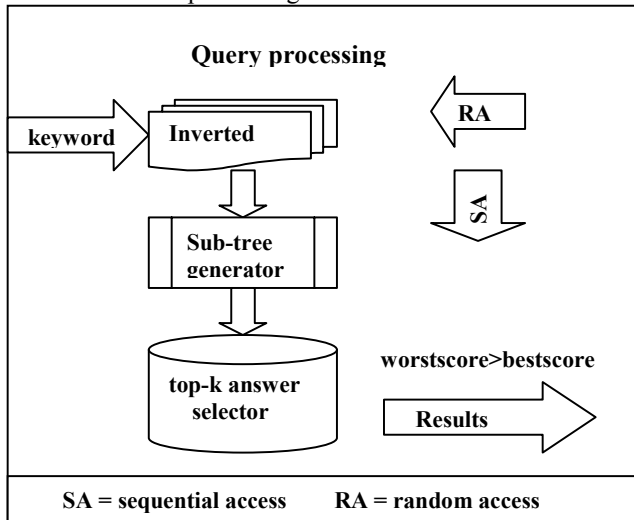 Query processing
keyword
Inverted
RA
SA
Sub-tree
generator
top-k answer
selector
worstscore>bestscore
Results
SA = sequential access RA = random access